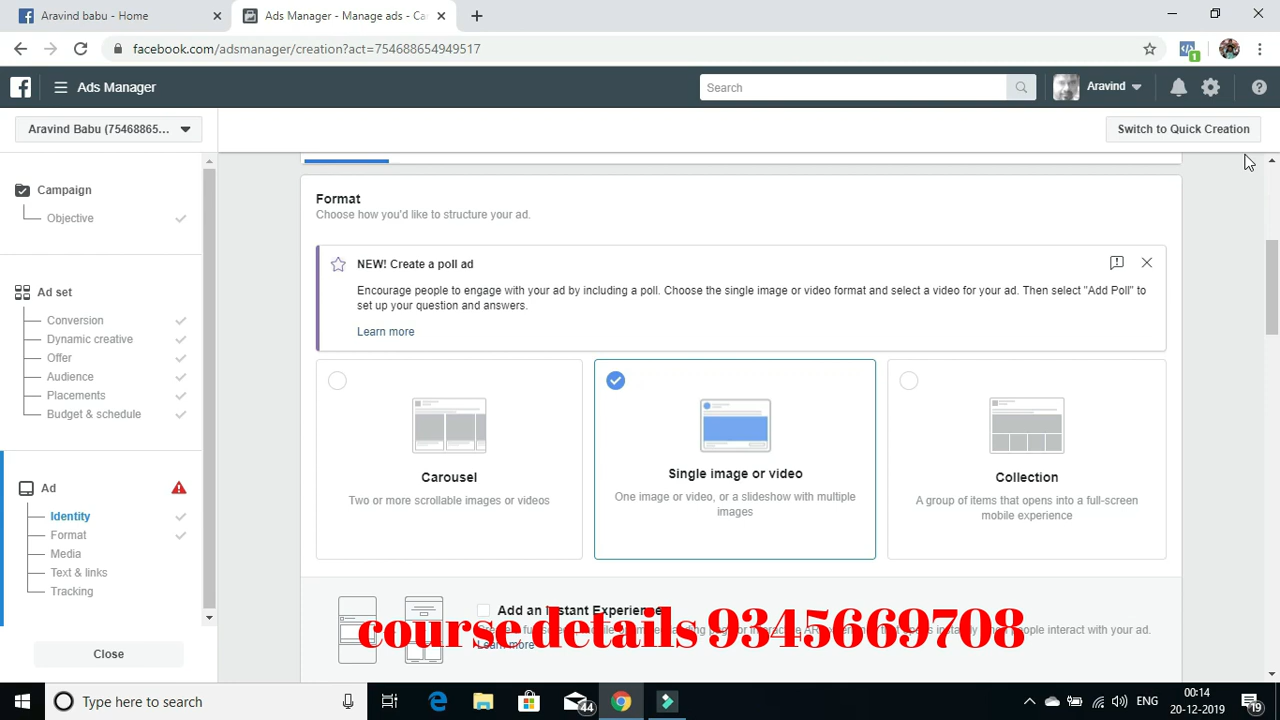 Aravind babu - Home
Ads Manager - Manage ads - Ca
facebook.com/adsmanager/creation?act=754688654949517
1
Ads Manager
Search
Aravind
Aravind Babu (75468865...
Switch to Quick Creation
Campaign
Objective
Ad set
Conversion
Dynamic creative
Offer
Audience
Placements
Budget & schedule
Ad
Identity
Format
Media
Text & links
Tracking
Close
Format
Choose how you'd like to structure your ad.
NEW! Create a poll ad
Encourage people to engage with your ad by including a poll. Choose the single image or video format and select a video for your ad. Then select "Add Poll" to
set up your question and answers.
Learn more
Carousel
Two or more scrollable images or videos
Single image or video
One image or video, or a slideshow with multiple
images
Collection
A group of items that opens into a full-screen
mobile experience
Add an Instant Experience
people interact with your ad.
Learn more
course details 9345669708
Type here to search
44
ENG
00:14
20-12-2019
19